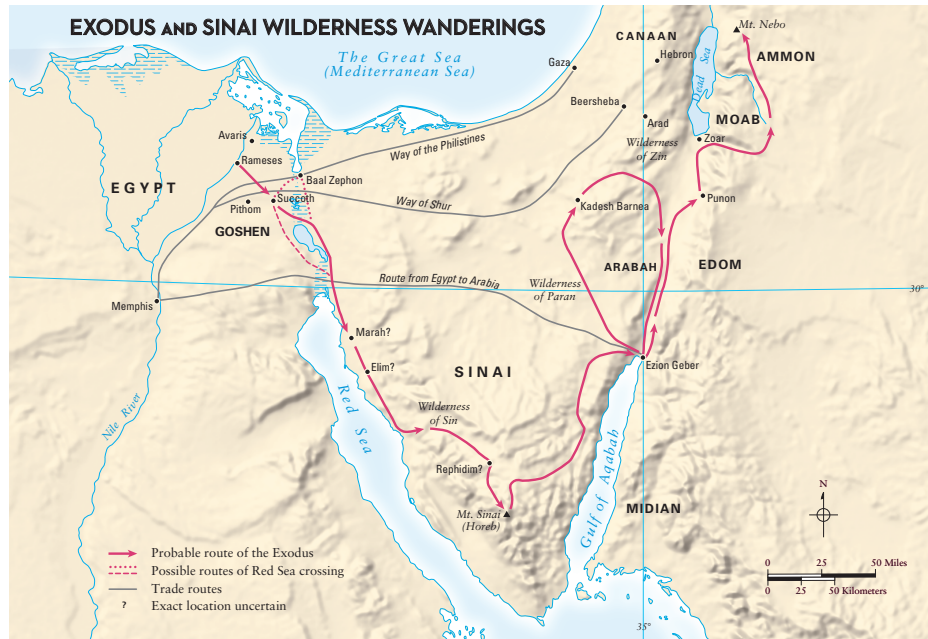 EXODUS AND SINAI WILDERNESS WANDERINGS
Mt. Nebo
CANAAN
The Great Sea
(Mediterranean Sea)
Gaza
Hebron
AMMON
Dead Sea
Beersheba
Arad
MOAB
Avaris
Way of the Philistines
Wilderness
of Zin
Zoar
Rameses
Baal Zephon
EGYPT
Pithom
Succoth
Way of Shur
Kadesh Barnea
Punon
GOSHEN
ARABAH
EDOM
Route from Egypt to Arabia
Wilderness
of Paran
30°
Memphis
Marah?
Elim?
SINAI
Ezion Geber
Red Sea
Nile River
Wilderness
of Sin
Rephidim?
Gulf of Aqabah
Mt. Sinai
(Horeb)
MIDIAN
N
Probable route of the Exodus
Possible routes of Red Sea crossing
Trade routes
? Exact location uncertain
0 25 50 Miles
0 25 50 Kilometers
35°